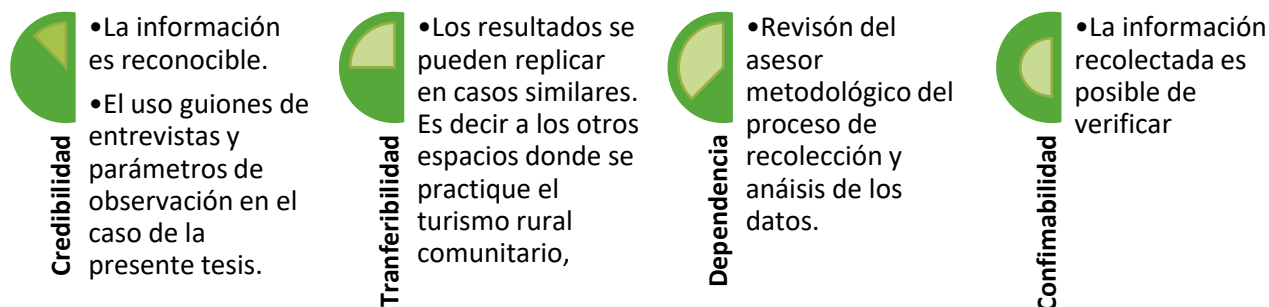 Credibilidad
•La información
es reconocible.
•El uso guiones de
entrevistas y
parámetros de
observación en el
caso de la
presente tesis.
Tranferibilidad
•Los resultados se
pueden replicar
en casos similares.
Es decir a los otros
espacios donde se
practique el
turismo rural
comunitario,
Dependencia
•Revisón del
asesor
metodológico del
proceso de
recolección y
anáisis de los
datos.
Confimabilidad
•La información
recolectada es
posible de
verificar